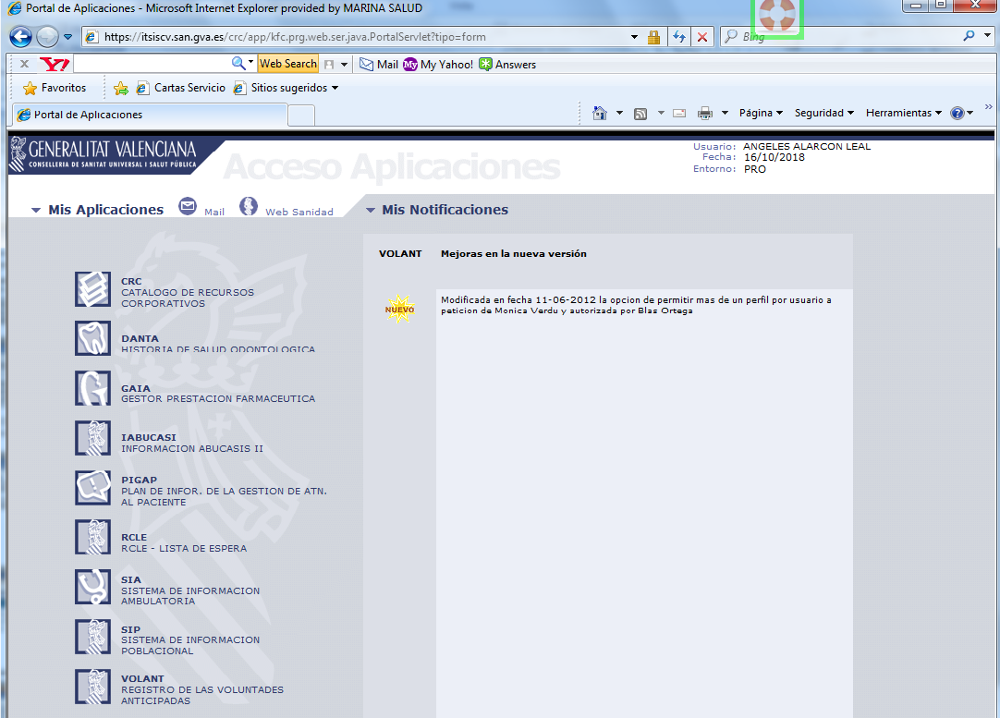 Portal de Aplicaciones - Microsoft Internet Explorer provided by MARINA SALUD
https://itsiscv.san.gva.es/crc/app/kfc.prg.web.ser.java.PortalServlet?tipo=form
Bing
X Y! Web Search Mail My Yahoo! Answers
Favoritos Cartas Servicio Sitios sugeridos
Portal de Aplicaciones
Página Seguridad Herramientas
GENERALITAT VALENCIANA
CONSELLERIA DE SANITAT UNIVERSAL I SALUT PÚBLICA
Acceso Aplicaciones
Usuario: ANGELES ALARCON LEAL
Fecha: 16/10/2018
Entorno: PRO
Mis Aplicaciones Mail Web Sanidad
Mis Notificaciones
CRC
CATALOGO DE RECURSOS
CORPORATIVOS
DANTA
HISTORIA DE SALUD ODONTOLOGICA
GAIA
GESTOR PRESTACION FARMACEUTICA
IABUCASI
INFORMACION ABUCASIS II
PIGAP
PLAN DE INFOR. DE LA GESTION DE ATN.
AL PACIENTE
RCLE
RCLE - LISTA DE ESPERA
SIA
SISTEMA DE INFORMACION
AMBULATORIA
SIP
SISTEMA DE INFORMACION
POBLACIONAL
VOLANT
REGISTRO DE LAS VOLUNTADES
ANTICIPADAS
VOLANT Mejoras en la nueva versión
NUEVO
Modificada en fecha 11-06-2012 la opcion de permitir mas de un perfil por usuario a
peticion de Monica Verdu y autorizada por Blas Ortega